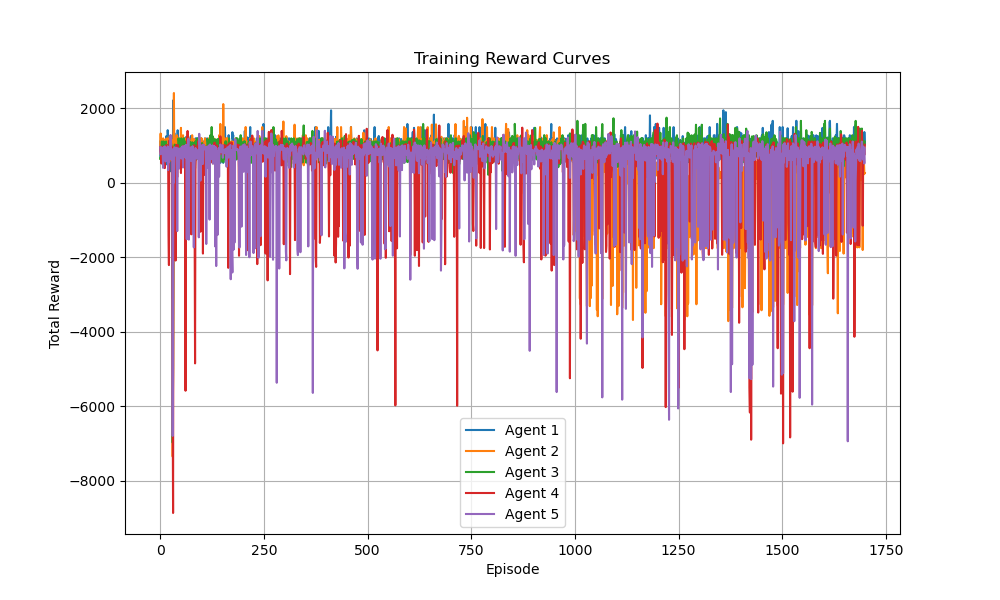 Training Reward Curves
Total Reward
2000
0
−2000
−4000
−6000
−8000
Agent 1
Agent 2
Agent 3
Agent 4
Agent 5
0 250 500 750 1000 1250 1500 1750
Episode